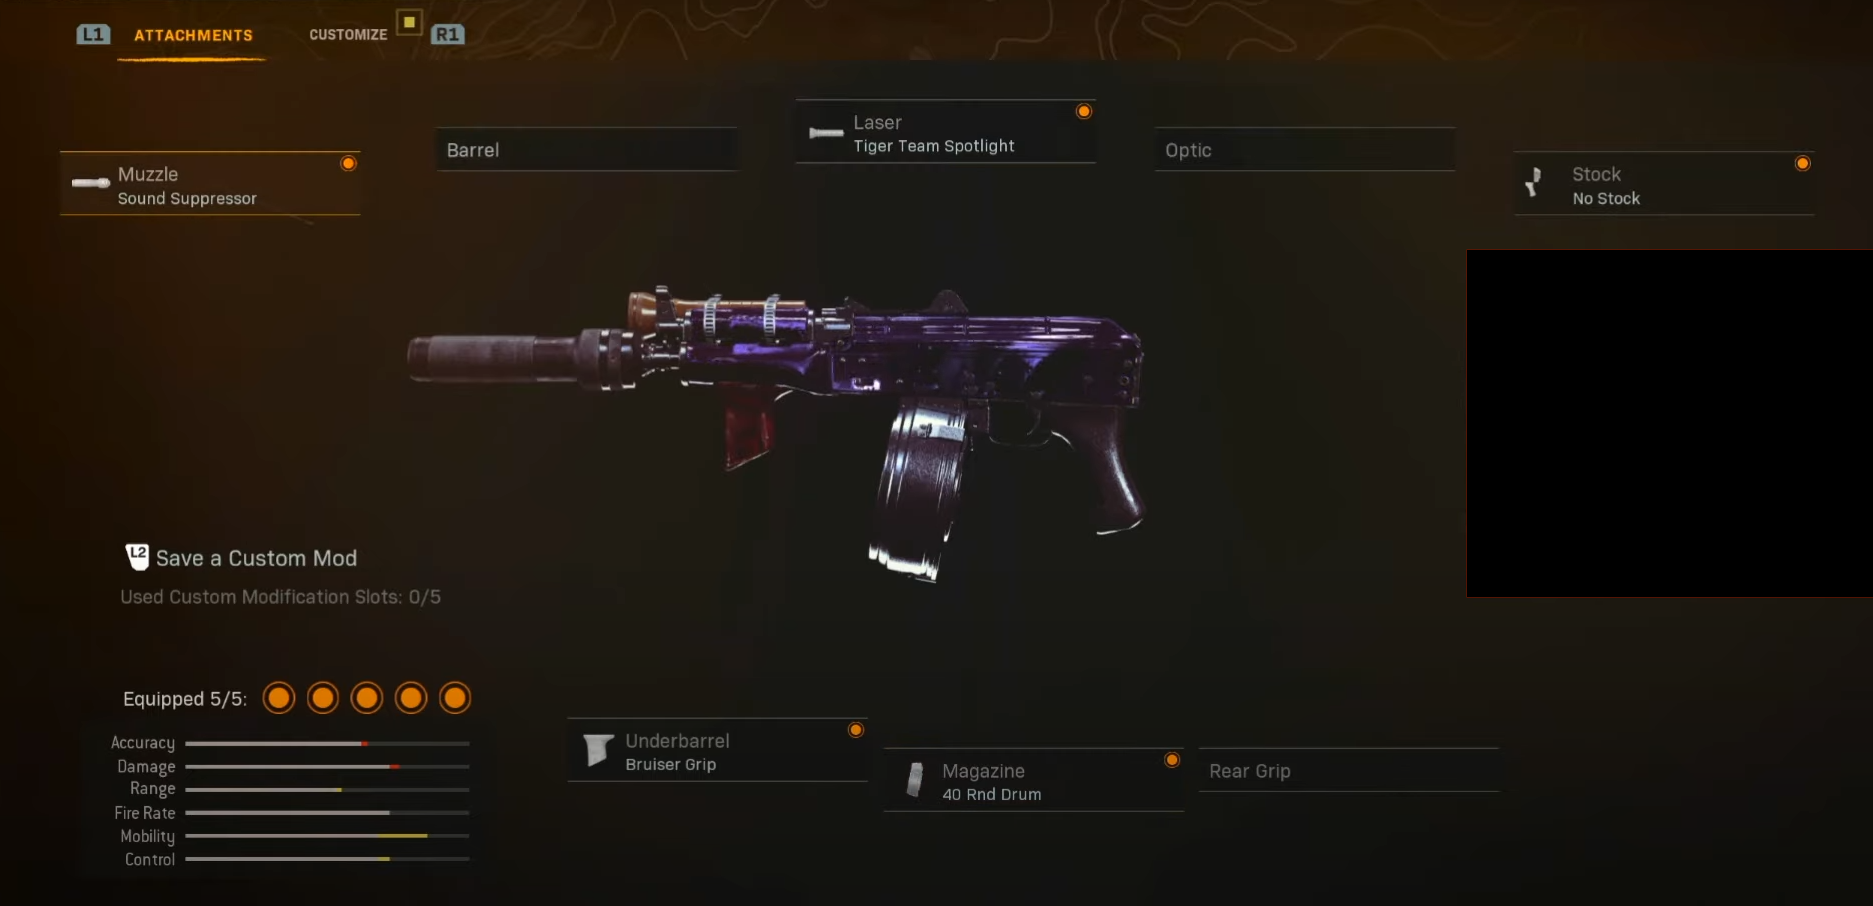 L1 ATTACHMENTS CUSTOMIZE R1
Laser
Tiger Team Spotlight
Barrel
Optic
Muzzle
Sound Suppressor
Stock
No Stock
L2 Save a Custom Mod
Used Custom Modification Slots: 0/5
Equipped 5/5:
Accuracy
Damage
Range
Fire Rate
Mobility
Control
Underbarrel
Bruiser Grip
Magazine
40 Rnd Drum
Rear Grip